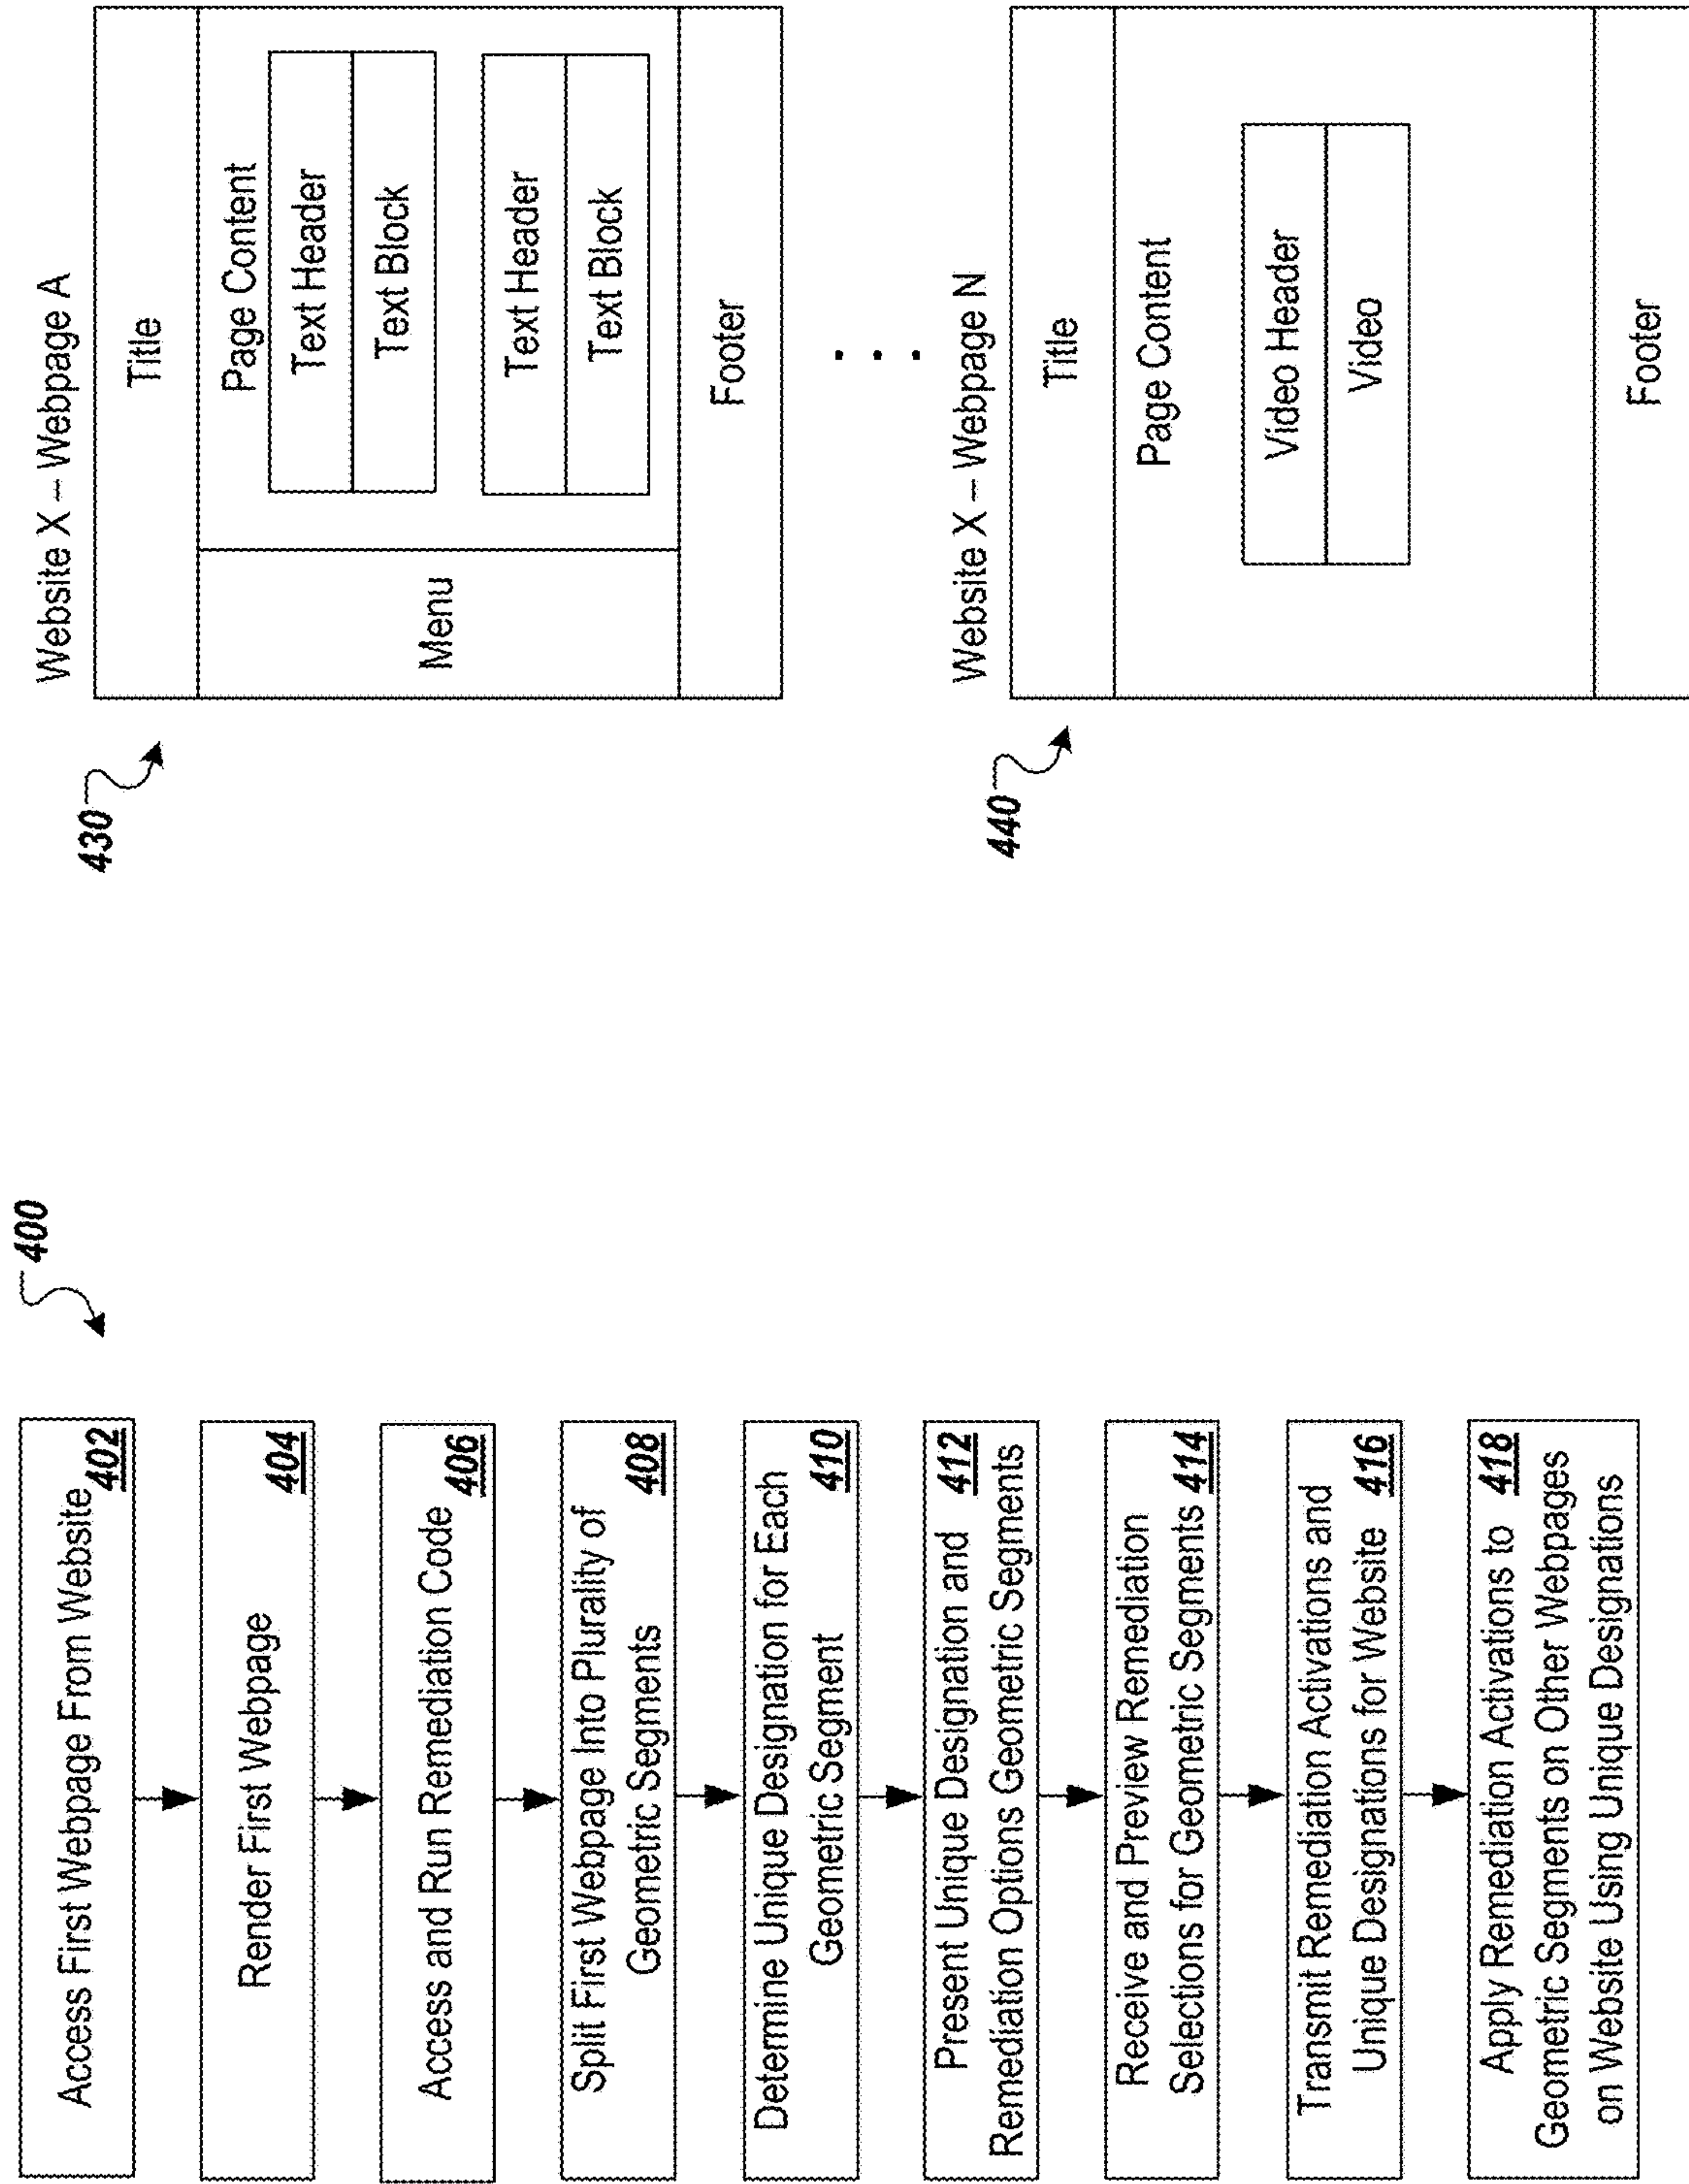 400
Access First Webpage From Website
402
Render First Webpage
404
Access and Run Remediation Code
406
Split First Webpage Into Plurality of
Geometric Segments
408
Determine Unique Designation for Each
Geometric Segment
410
Present Unique Designation and
Remediation Options Geometric Segments
412
Receive and Preview Remediation
Selections for Geometric Segments
414
Transmit Remediation Activations and
Unique Designations for Website
416
Apply Remediation Activations to
Geometric Segments on Other Webpages
on Website Using Unique Designations
418
430
Website X – Webpage A
Title
Menu
Page Content
Text Header
Text Block
Text Header
Text Block
Footer
. . .
440
Website X – Webpage N
Title
Page Content
Video Header
Video
Footer